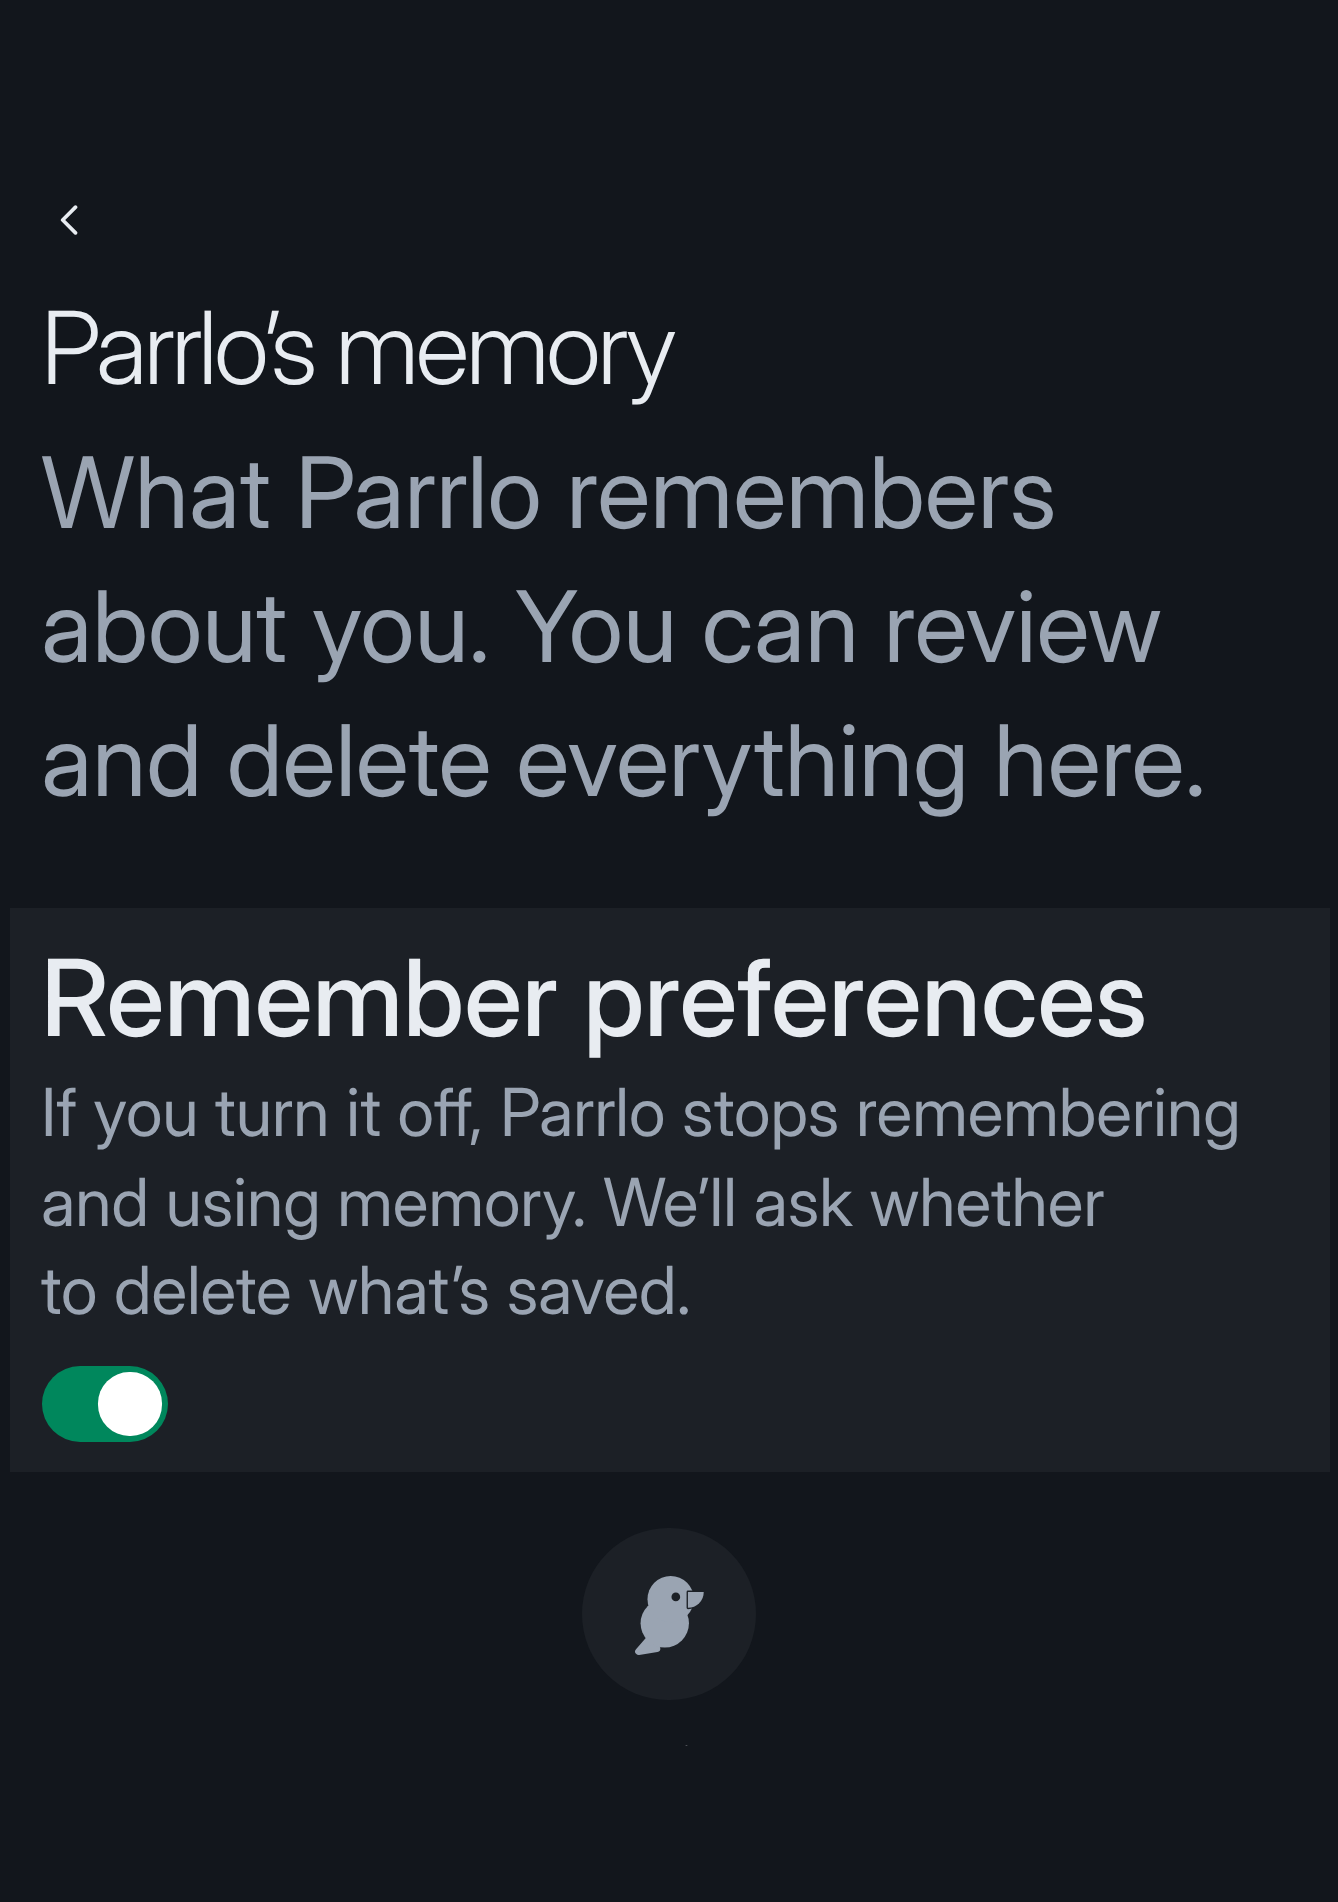 Parrlo’s memory
What Parrlo remembers
about you. You can review
and delete everything here.
Remember preferences
If you turn it off, Parrlo stops remembering
and using memory. We’ll ask whether
to delete what’s saved.